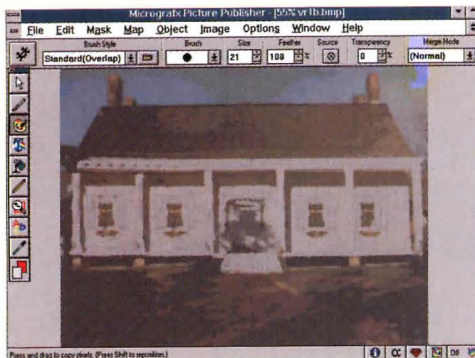 Micrografx Picture Publisher - [55% vr1b.bmp]
File Edit Mask Map Object Image Options Window Help
Brush Style Brush Size Feather Source Transparency Merge Mode
Standard(Overlap) 21 100 % 0 % (Normal)
Press and drag to copy pixels. (Press Shift to reposition.)